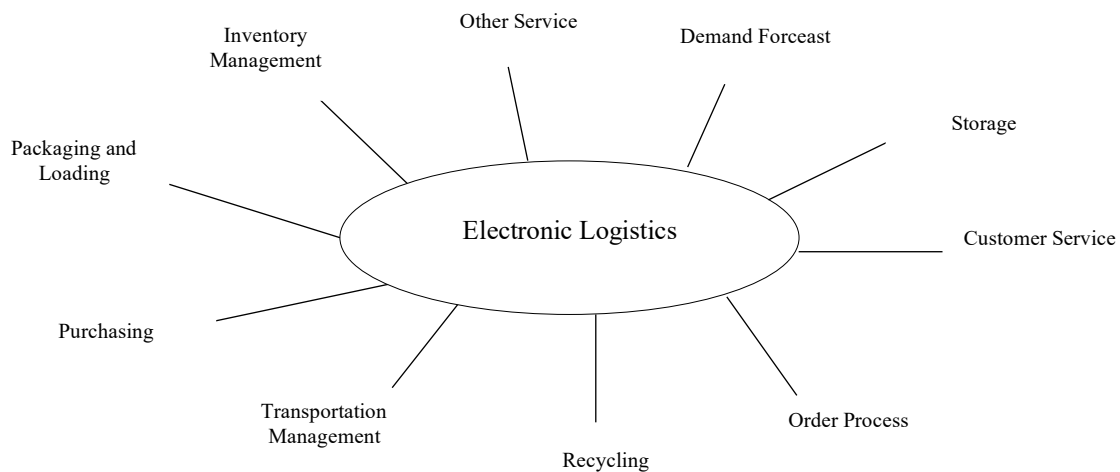 Other Service
Inventory
Management
Demand Forceast
Storage
Packaging and
Loading
Electronic Logistics
Customer Service
Purchasing
Transportation
Management
Order Process
Recycling